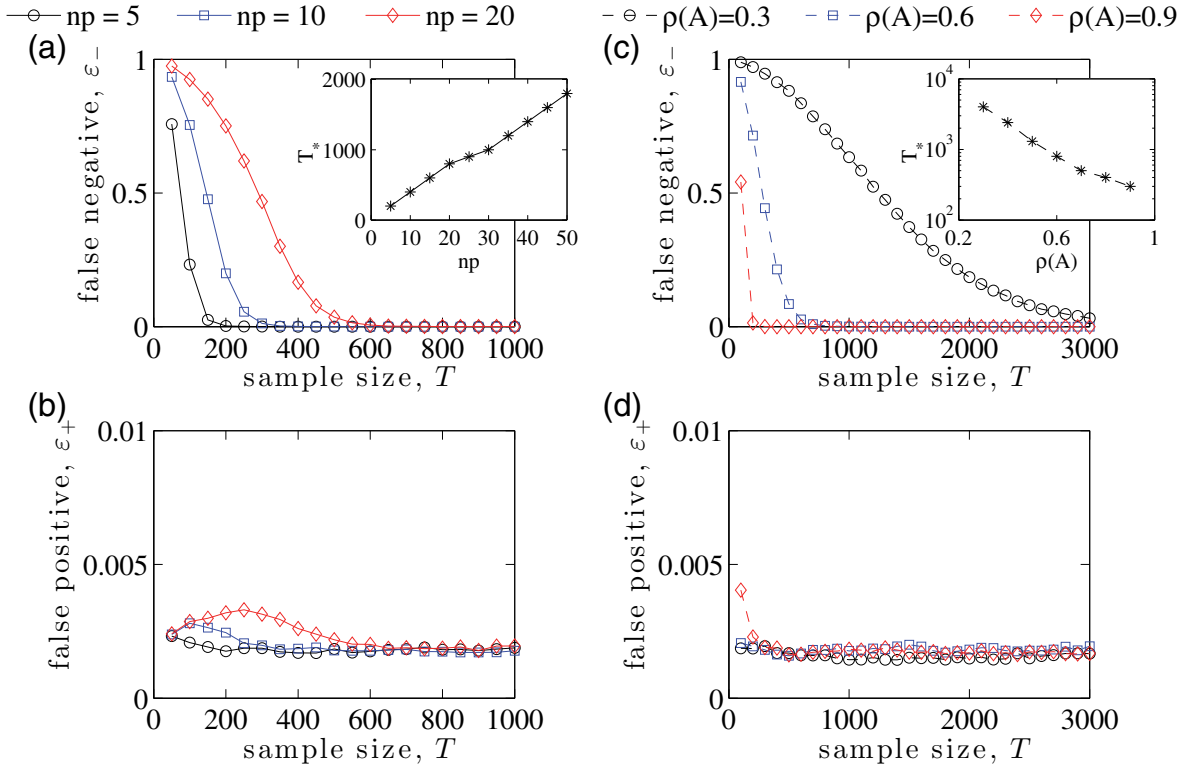 np = 5 np = 10 np = 20 ρ(A)=0.3 ρ(A)=0.6 ρ(A)=0.9
(a)
false negative, ε−
1
0.5
0
0 200 400 600 800 1000
sample size, T
T*
2000
1000
0
0 10 20 30 40 50
np
(c)
false negative, ε−
1
0.5
0
0 1000 2000 3000
sample size, T
T*
10^4
10^3
10^2
0.2 0.6 1
ρ(A)
(b)
false positive, ε+
0.01
0.005
0
0 200 400 600 800 1000
sample size, T
(d)
false positive, ε+
0.01
0.005
0
0 1000 2000 3000
sample size, T